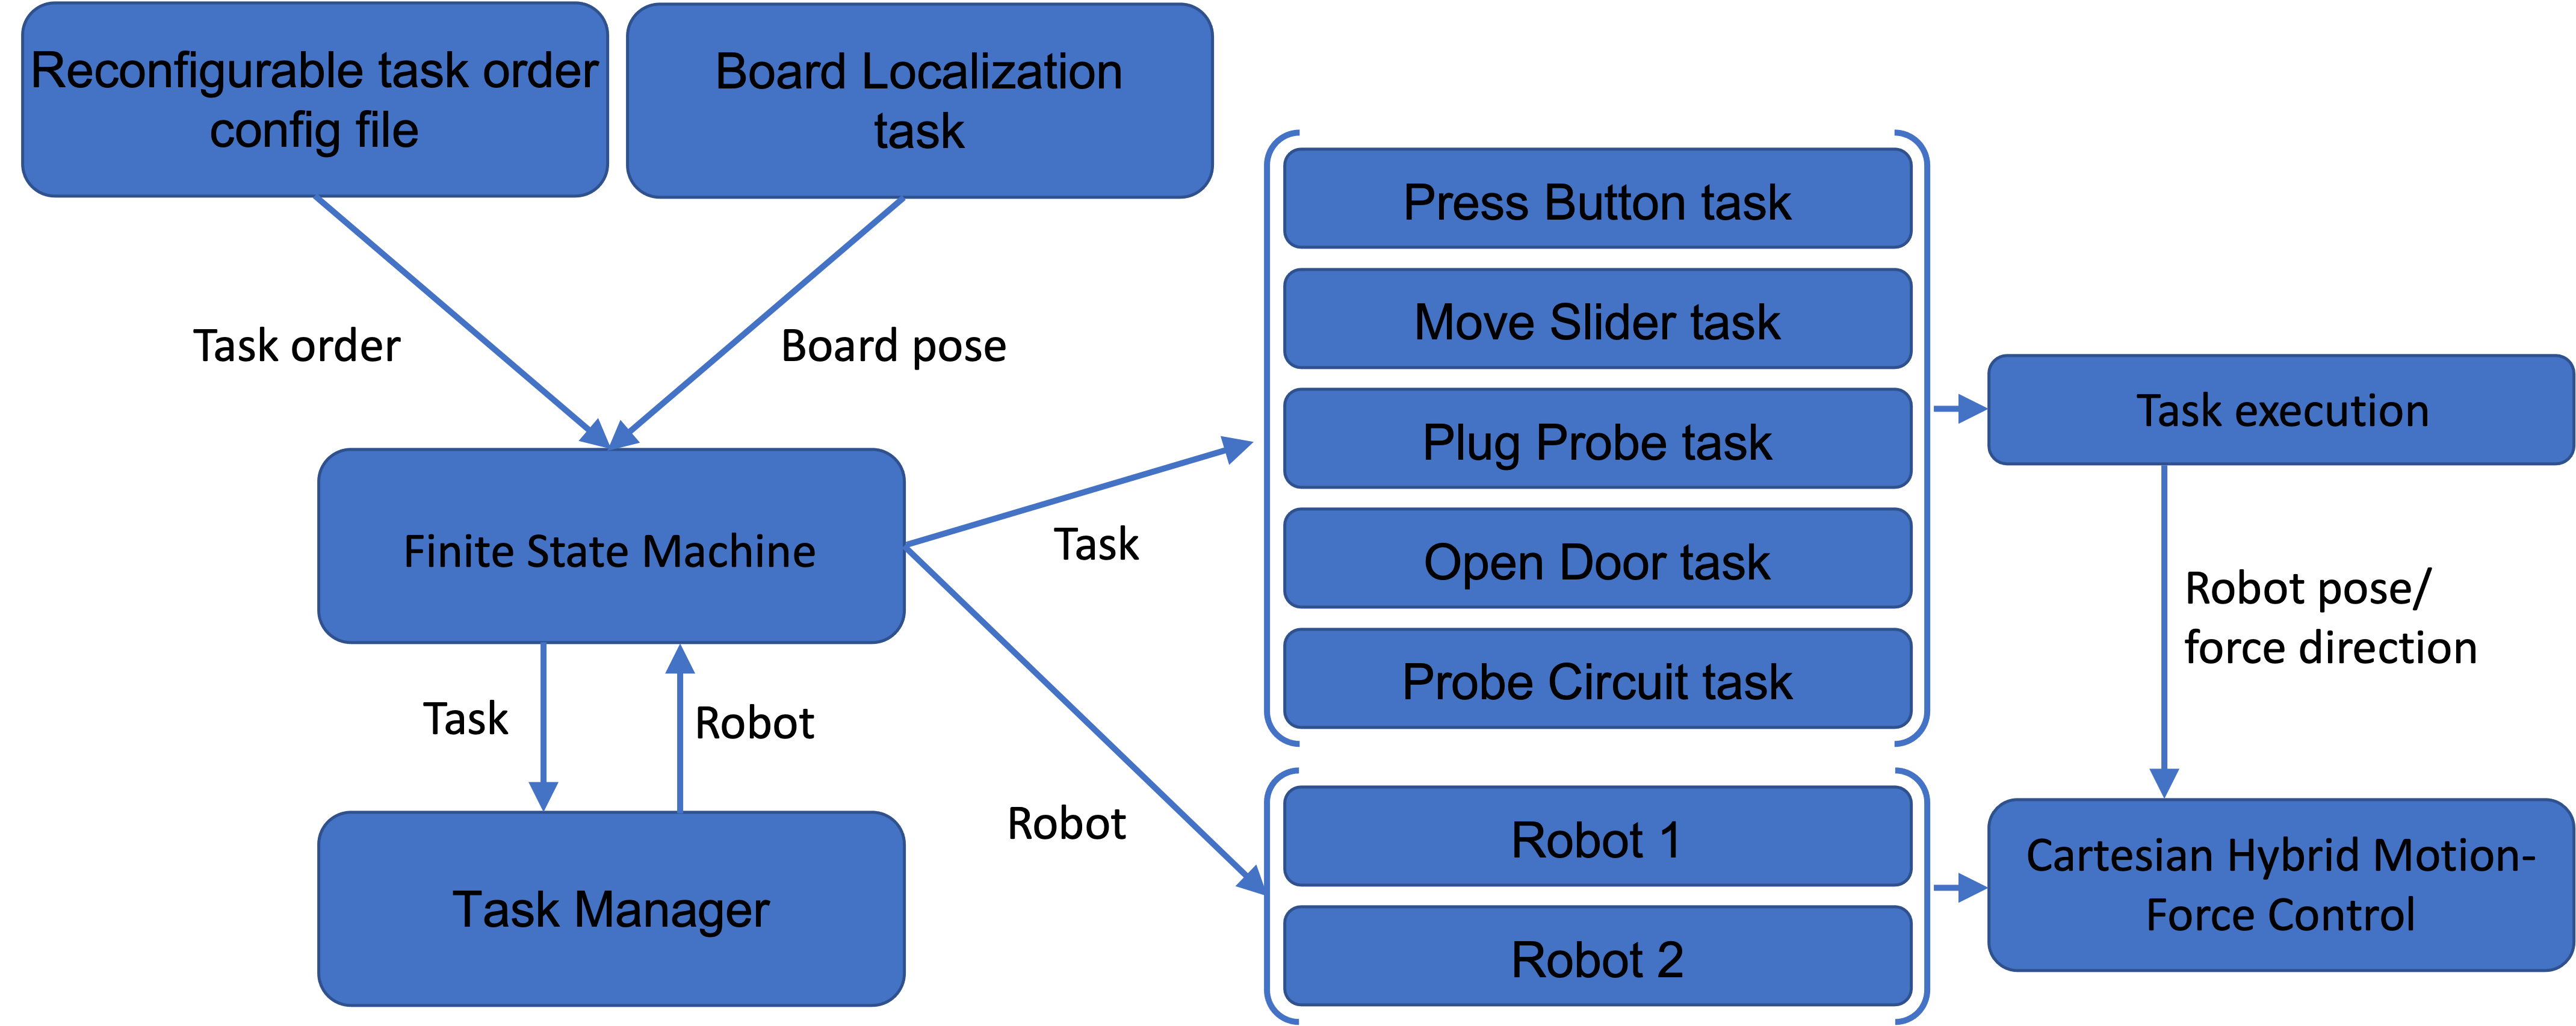 Reconfigurable task order
config file
Board Localization
task
Task order
Board pose
Finite State Machine
Task
Robot
Task Manager
Task
Robot
Press Button task
Move Slider task
Plug Probe task
Open Door task
Probe Circuit task
Robot 1
Robot 2
Task execution
Robot pose/
force direction
Cartesian Hybrid Motion-
Force Control